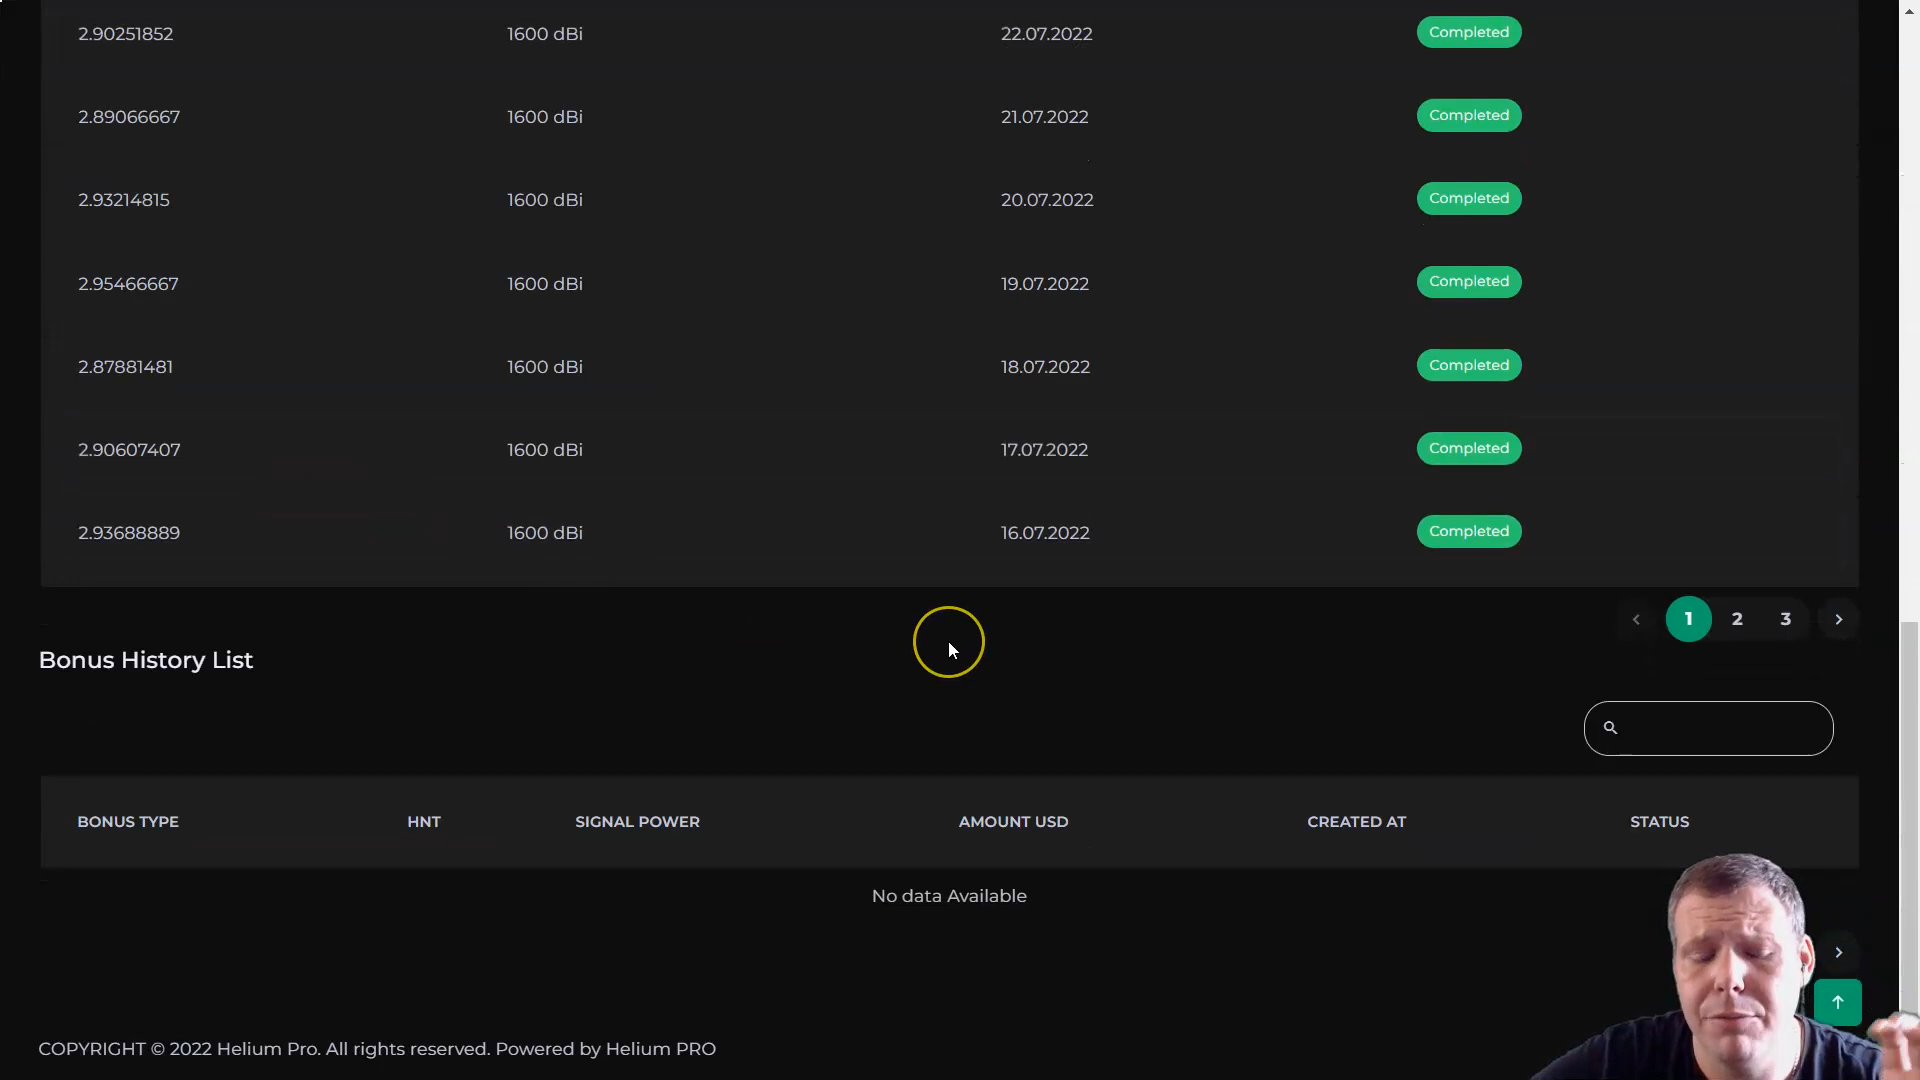 2.90251852 1600 dBi 22.07.2022 Completed
2.89066667 1600 dBi 21.07.2022 Completed
2.93214815 1600 dBi 20.07.2022 Completed
2.95466667 1600 dBi 19.07.2022 Completed
2.87881481 1600 dBi 18.07.2022 Completed
2.90607407 1600 dBi 17.07.2022 Completed
2.93688889 1600 dBi 16.07.2022 Completed
1 2 3
Bonus History List
BONUS TYPE HNT SIGNAL POWER AMOUNT USD CREATED AT STATUS
No data Available
COPYRIGHT © 2022 Helium Pro. All rights reserved. Powered by Helium PRO